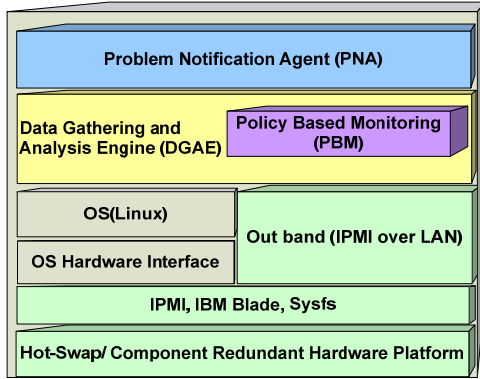 Problem Notification Agent (PNA)
Data Gathering and
Analysis Engine (DGAE)
Policy Based Monitoring
(PBM)
OS(Linux)
OS Hardware Interface
Out band (IPMI over LAN)
IPMI, IBM Blade, Sysfs
Hot-Swap/ Component Redundant Hardware Platform